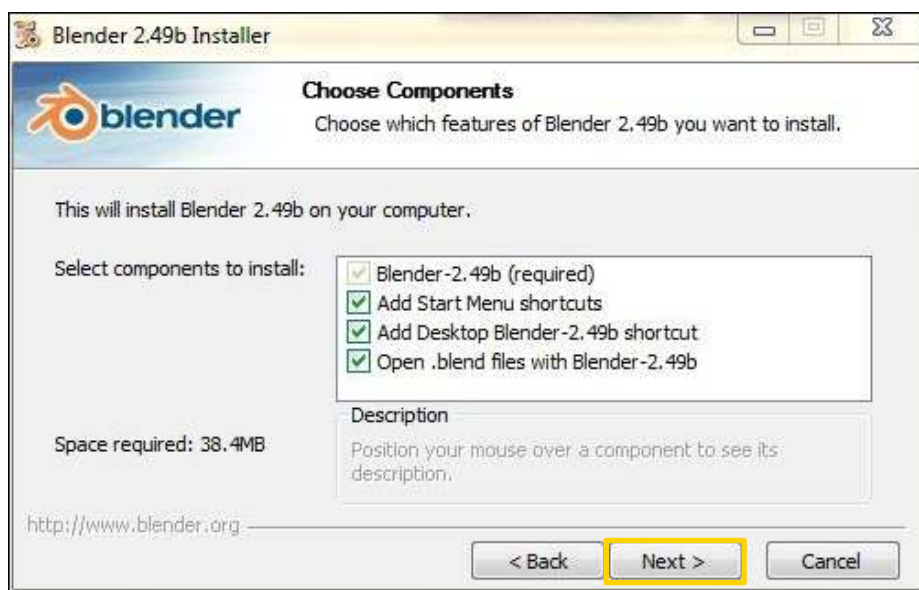 Blender 2.49b Installer
blender
Choose Components
Choose which features of Blender 2.49b you want to install.
This will install Blender 2.49b on your computer.
Select components to install:
Blender-2.49b (required)
Add Start Menu shortcuts
Add Desktop Blender-2.49b shortcut
Open .blend files with Blender-2.49b
Space required: 38.4MB
Description
Position your mouse over a component to see its
description.
http://www.blender.org
< Back
Next >
Cancel